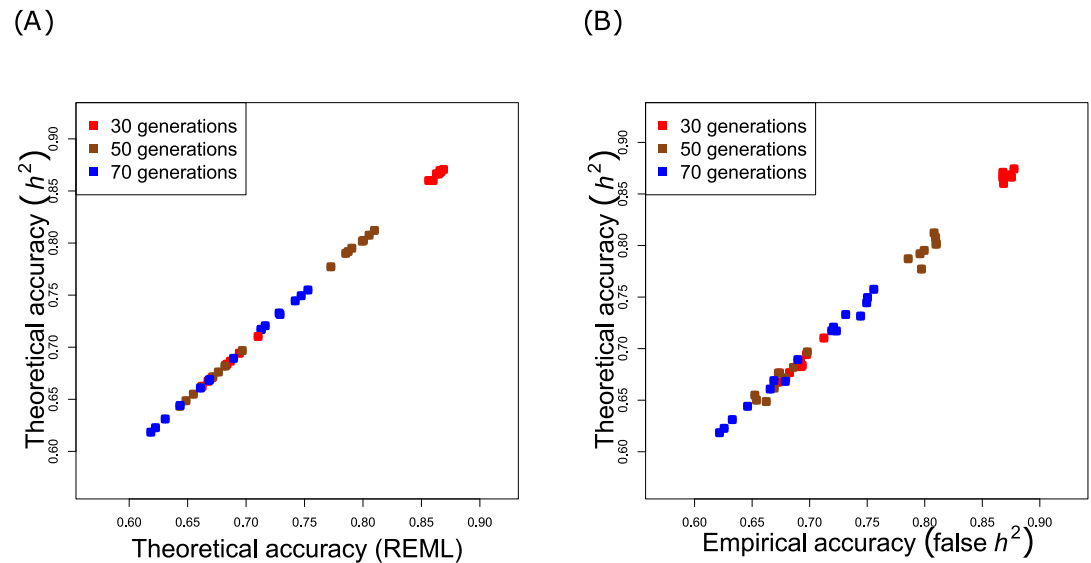 (A)
30 generations
50 generations
70 generations
Theoretical accuracy (h²)
0.60 0.65 0.70 0.75 0.80 0.85 0.90
0.60 0.65 0.70 0.75 0.80 0.85 0.90
Theoretical accuracy (REML)
(B)
30 generations
50 generations
70 generations
Theoretical accuracy (h²)
0.60 0.65 0.70 0.75 0.80 0.85 0.90
0.60 0.65 0.70 0.75 0.80 0.85 0.90
Empirical accuracy (false h²)